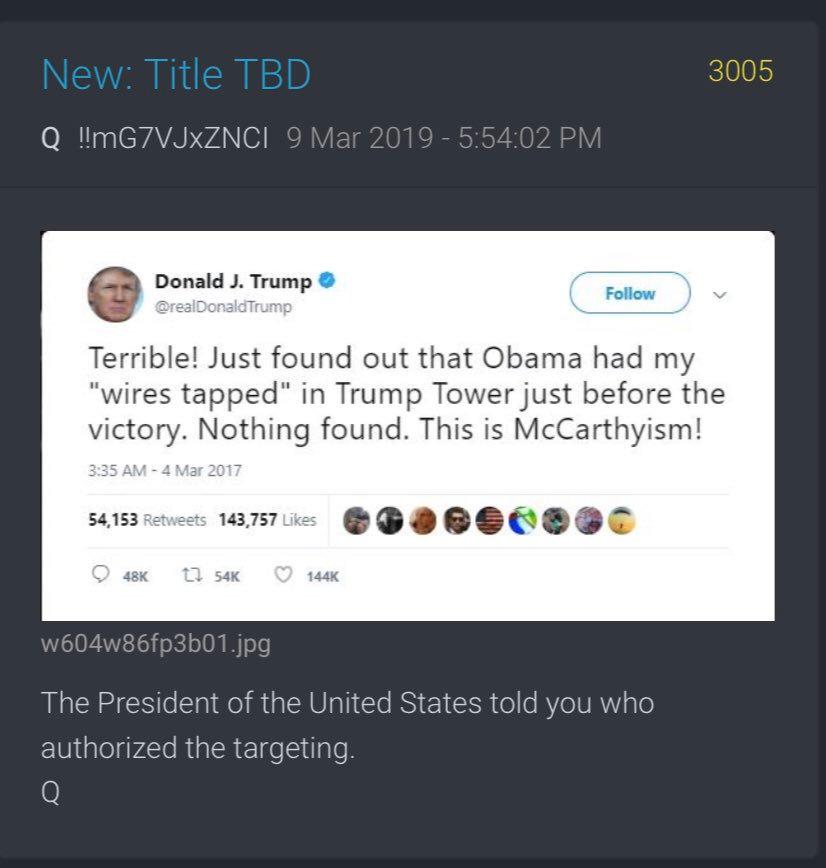 New: Title TBD 3005
Q !!mG7VJxZNCI 9 Mar 2019 - 5:54:02 PM
Donald J. Trump
@realDonaldTrump
Follow
Terrible! Just found out that Obama had my
"wires tapped" in Trump Tower just before the
victory. Nothing found. This is McCarthyism!
3:35 AM - 4 Mar 2017
54,153 Retweets 143,757 Likes
48K 54K 144K
w604w86fp3b01.jpg
The President of the United States told you who
authorized the targeting.
Q